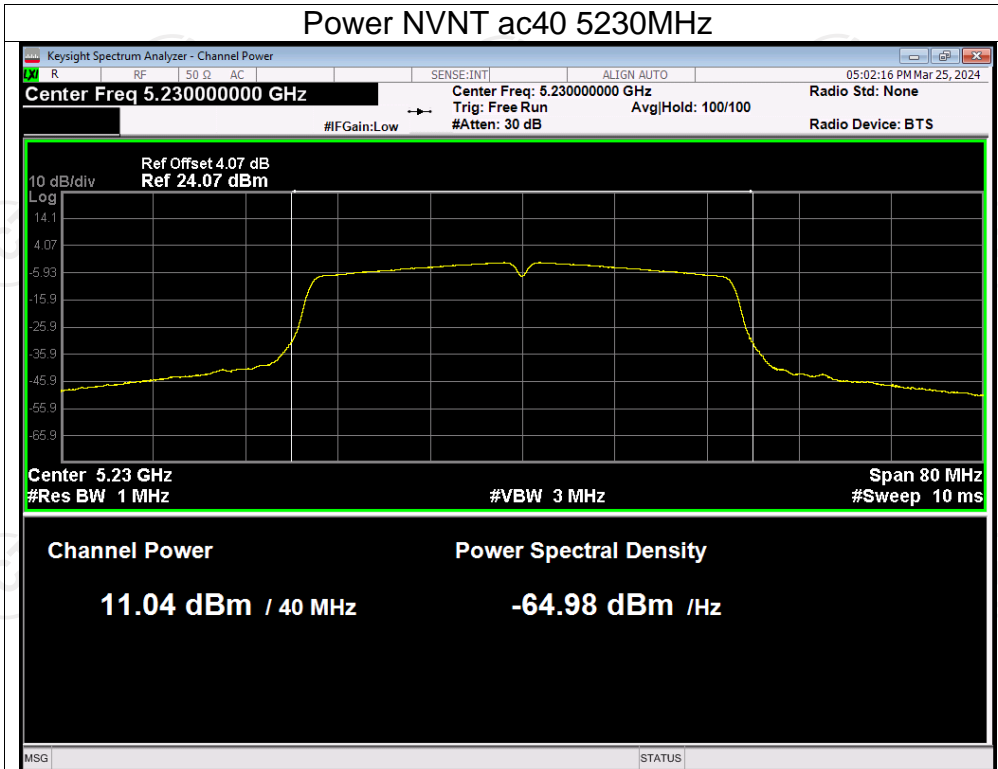 Power NVNT ac40 5230MHz
Keysight Spectrum Analyzer - Channel Power
LXI R RF 50 Ω AC SENSE:INT ALIGN AUTO 05:02:16 PM Mar 25, 2024
Center Freq 5.230000000 GHz Center Freq: 5.230000000 GHz Radio Std: None
Trig: Free Run Avg|Hold: 100/100
#IFGain:Low #Atten: 30 dB Radio Device: BTS
Ref Offset 4.07 dB
10 dB/div Ref 24.07 dBm
Log
14.1
4.07
-5.93
-15.9
-25.9
-35.9
-45.9
-55.9
-65.9
Center 5.23 GHz Span 80 MHz
#Res BW 1 MHz #VBW 3 MHz #Sweep 10 ms
Channel Power Power Spectral Density
11.04 dBm / 40 MHz -64.98 dBm /Hz
MSG STATUS